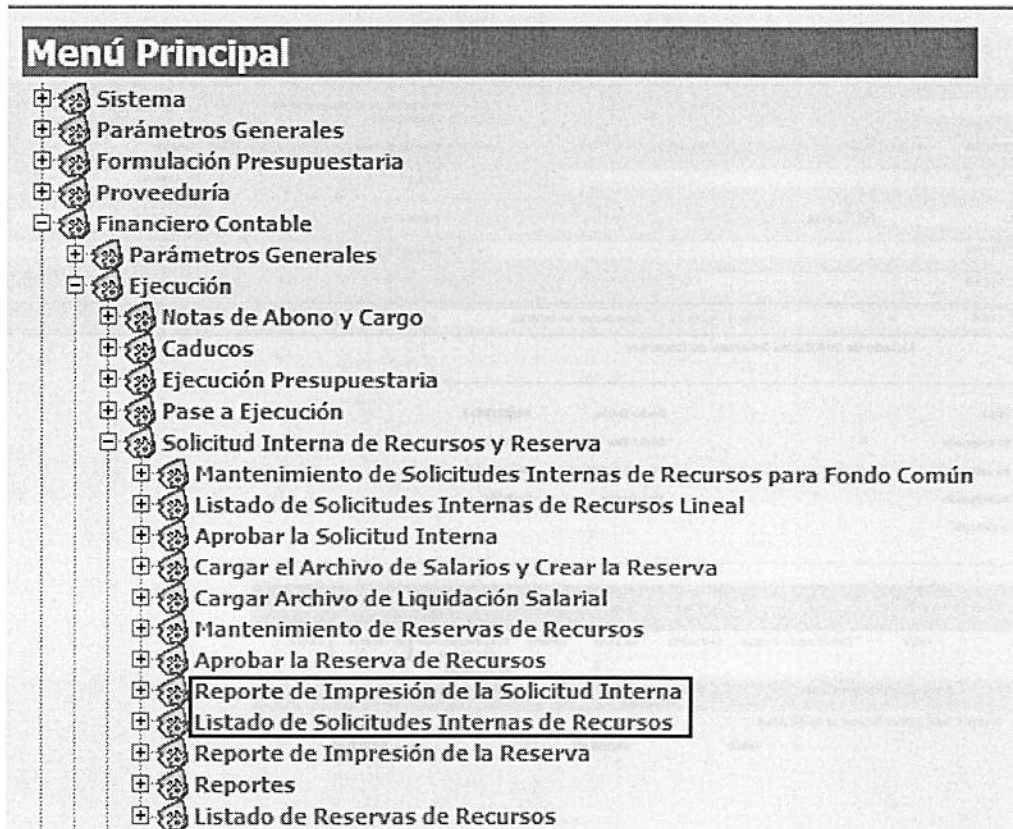 Menú Principal
Sistema
Parámetros Generales
Formulación Presupuestaria
Proveeduría
Financiero Contable
Parámetros Generales
Ejecución
Notas de Abono y Cargo
Caducos
Ejecución Presupuestaria
Pase a Ejecución
Solicitud Interna de Recursos y Reserva
Mantenimiento de Solicitudes Internas de Recursos para Fondo Común
Listado de Solicitudes Internas de Recursos Lineal
Aprobar la Solicitud Interna
Cargar el Archivo de Salarios y Crear la Reserva
Cargar Archivo de Liquidación Salarial
Mantenimiento de Reservas de Recursos
Aprobar la Reserva de Recursos
Reporte de Impresión de la Solicitud Interna
Listado de Solicitudes Internas de Recursos
Reporte de Impresión de la Reserva
Reportes
Listado de Reservas de Recursos